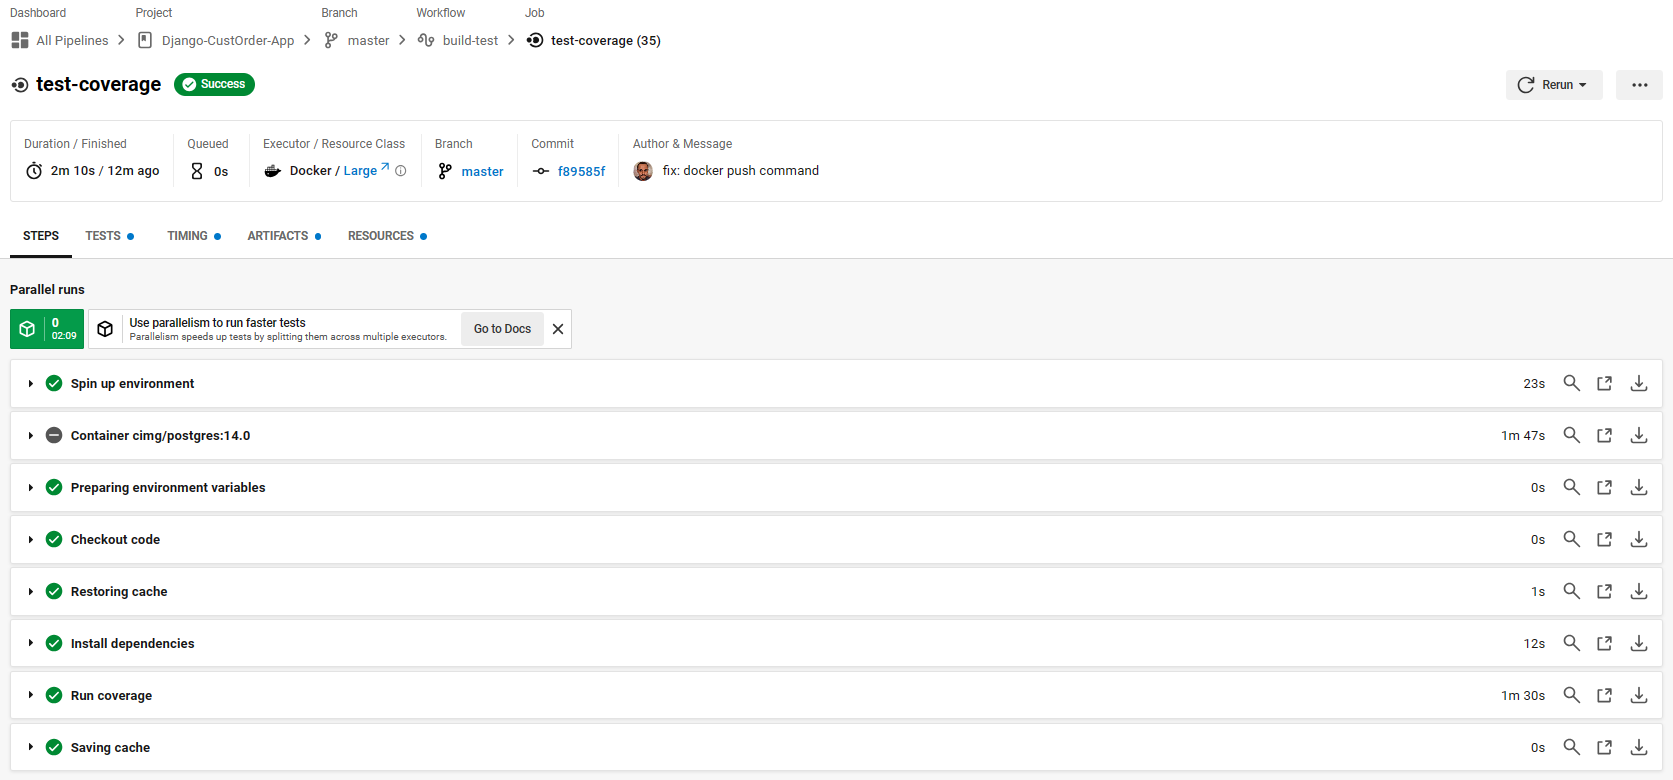 Dashboard Project Branch Workflow Job
All Pipelines Django-CustOrder-App master build-test test-coverage (35)
test-coverage Success Rerun
Duration / Finished Queued Executor / Resource Class Branch Commit Author & Message
2m 10s / 12m ago 0s Docker / Large master f89585f fix: docker push command
STEPS TESTS TIMING ARTIFACTS RESOURCES
Parallel runs
0
02:09
Use parallelism to run faster tests
Parallelism speeds up tests by splitting them across multiple executors.
Go to Docs
Spin up environment 23s
Container cimg/postgres:14.0 1m 47s
Preparing environment variables 0s
Checkout code 0s
Restoring cache 1s
Install dependencies 12s
Run coverage 1m 30s
Saving cache 0s